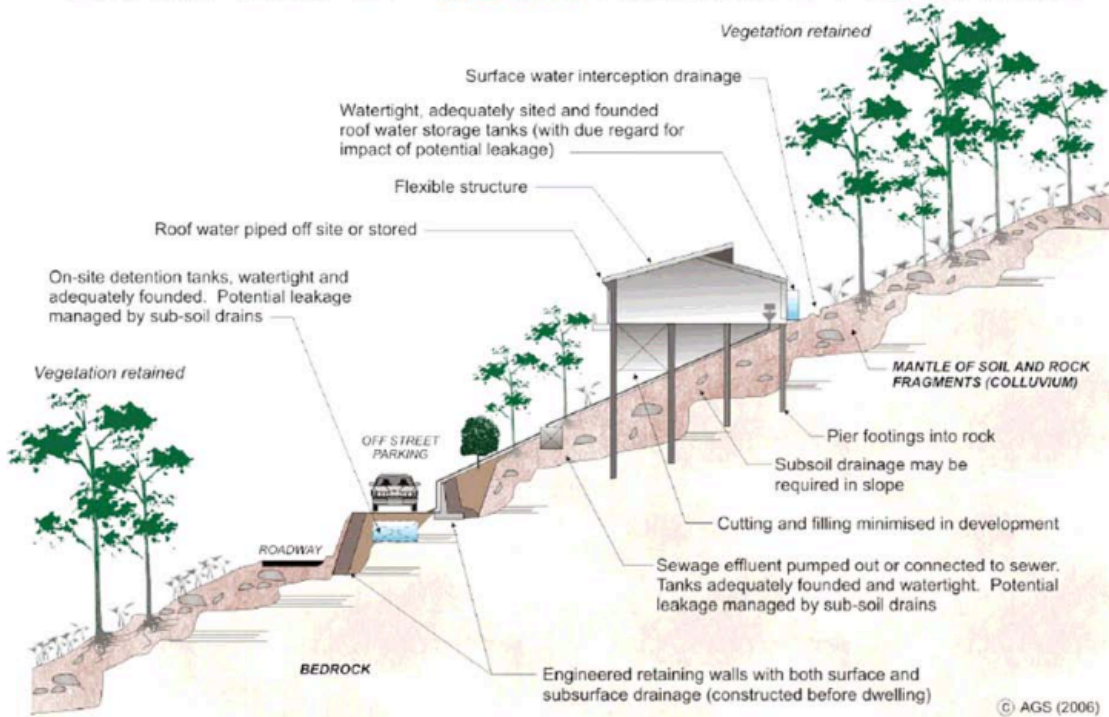 Vegetation retained
Surface water interception drainage
Watertight, adequately sited and founded
roof water storage tanks (with due regard for
impact of potential leakage)
Flexible structure
Roof water piped off site or stored
On-site detention tanks, watertight and
adequately founded. Potential leakage
managed by sub-soil drains
Vegetation retained
MANTLE OF SOIL AND ROCK
FRAGMENTS (COLLUVIUM)
Pier footings into rock
OFF STREET
PARKING
Subsoil drainage may be
required in slope
Cutting and filling minimised in development
ROADWAY
Sewage effluent pumped out or connected to sewer.
Tanks adequately founded and watertight. Potential
leakage managed by sub-soil drains
BEDROCK
Engineered retaining walls with both surface and
subsurface drainage (constructed before dwelling)
© AGS (2006)